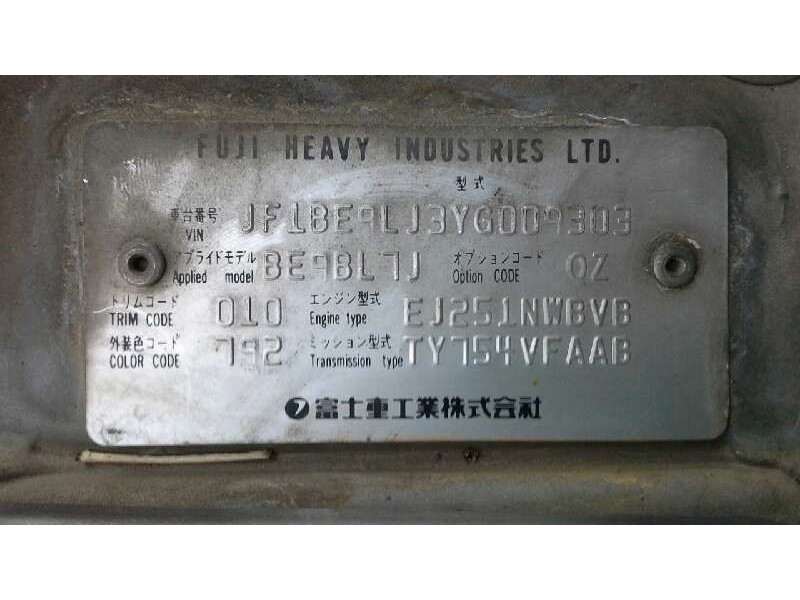 FUJI HEAVY INDUSTRIES LTD.
型式
車台番号 JF1BE9LJ3YG009303
VIN
アプライドモデル BE9BL7J オプションコード OZ
Applied model Option CODE
トリムコード 010 エンジン型式 EJ251NWBVB
TRIM CODE Engine type
外装色コード 792 ミッション型式 TY754VFAAB
COLOR CODE Transmission type
富士重工業株式会社